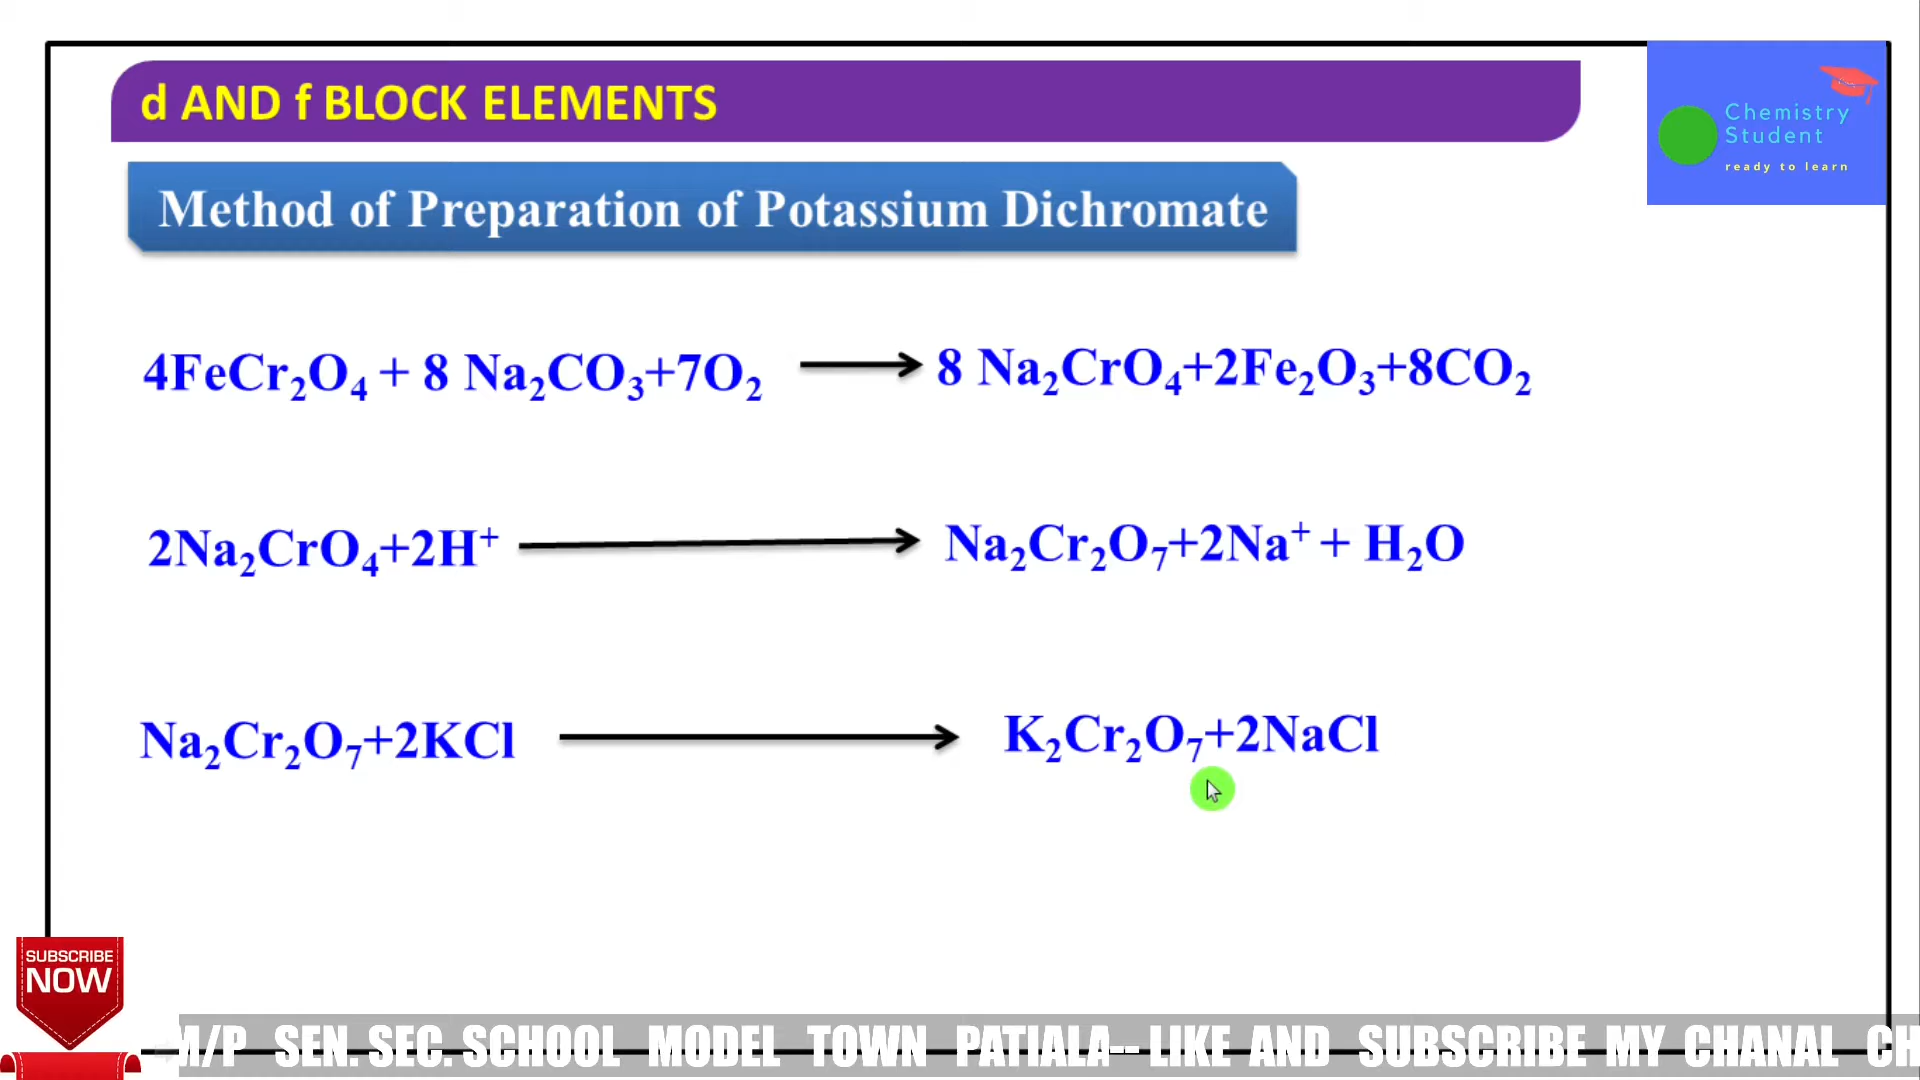 d AND f BLOCK ELEMENTS
Chemistry
Student
ready to learn
Method of Preparation of Potassium Dichromate
4FeCr₂O₄ + 8 Na₂CO₃+7O₂ ⟶ 8 Na₂CrO₄+2Fe₂O₃+8CO₂
2Na₂CrO₄+2H⁺ ⟶ Na₂Cr₂O₇+2Na⁺ + H₂O
Na₂Cr₂O₇+2KCl ⟶ K₂Cr₂O₇+2NaCl
SUBSCRIBE
NOW
M/P SEN. SEC. SCHOOL MODEL TOWN PATIALA-- LIKE AND SUBSCRIBE MY CHANAL